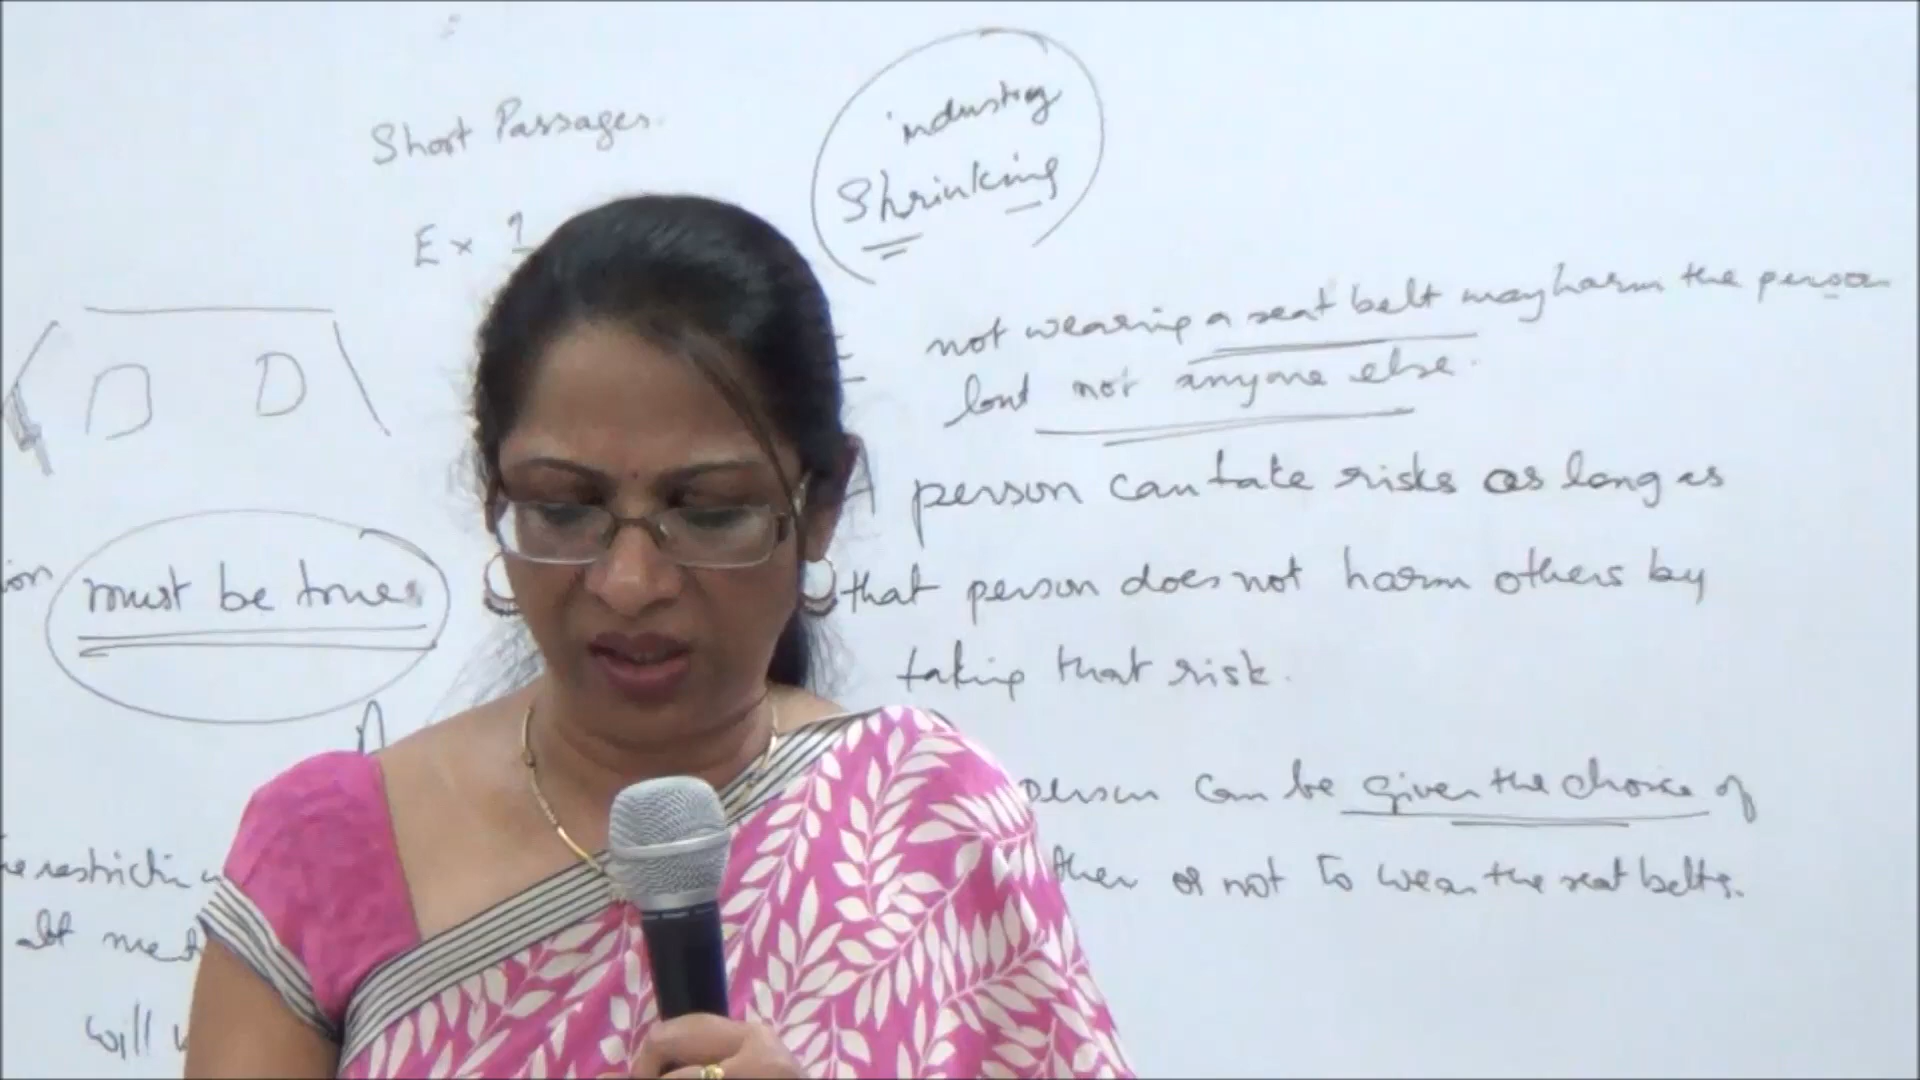 Short Passages.
industry
Shrinking
Ex 1
not wearing a seat belt may harm the person
but not anyone else.
D D
A person can take risks as long as
that person does not harm others by
taking that risk.
must be true
person can be given the choice of
or not to wear the seat belts.
will